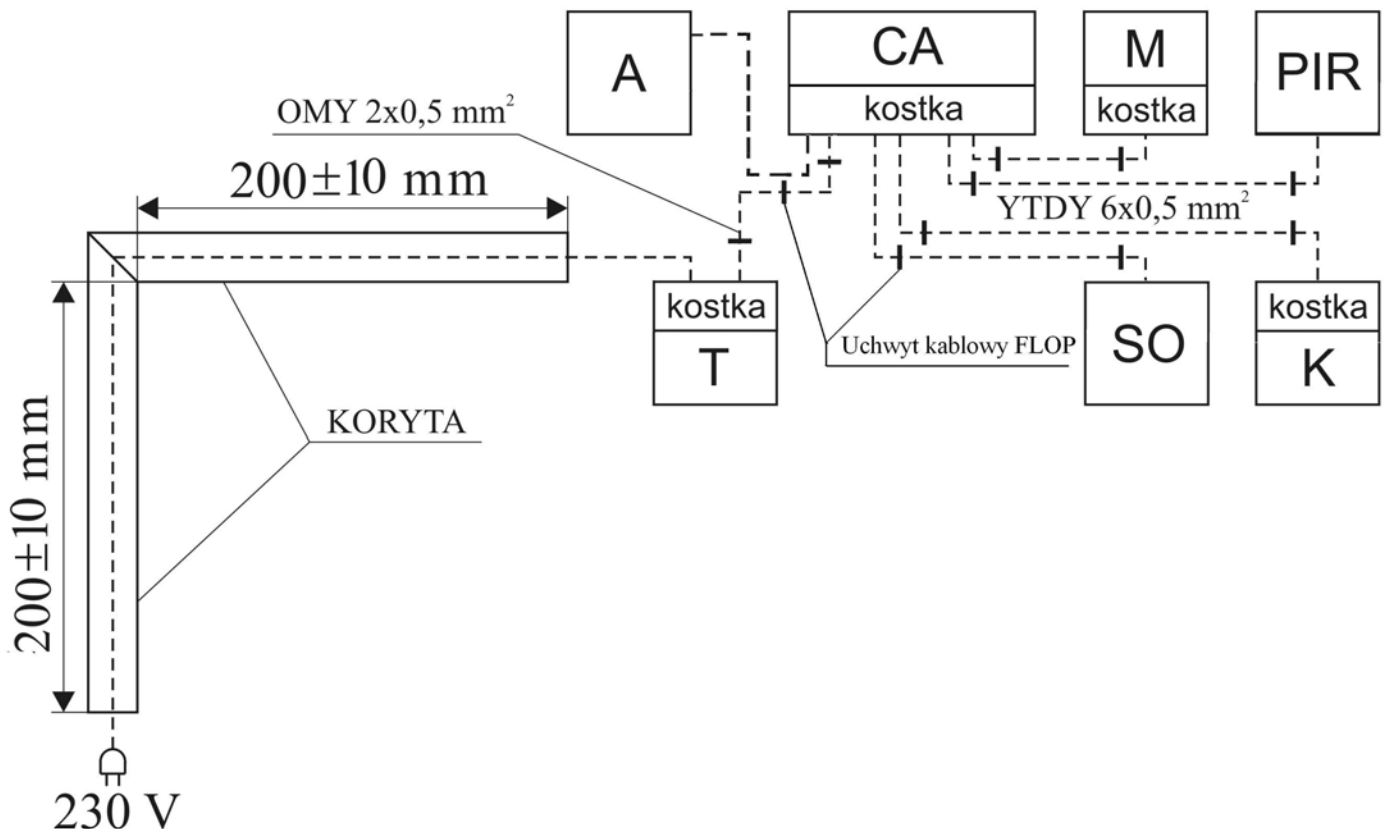 A
CA
kostka
M
kostka
PIR
OMY 2x0,5 mm²
200±10 mm
YTDY 6x0,5 mm²
kostka
T
Uchwyt kablowy FLOP
SO
kostka
K
KORYTA
200±10 mm
230 V